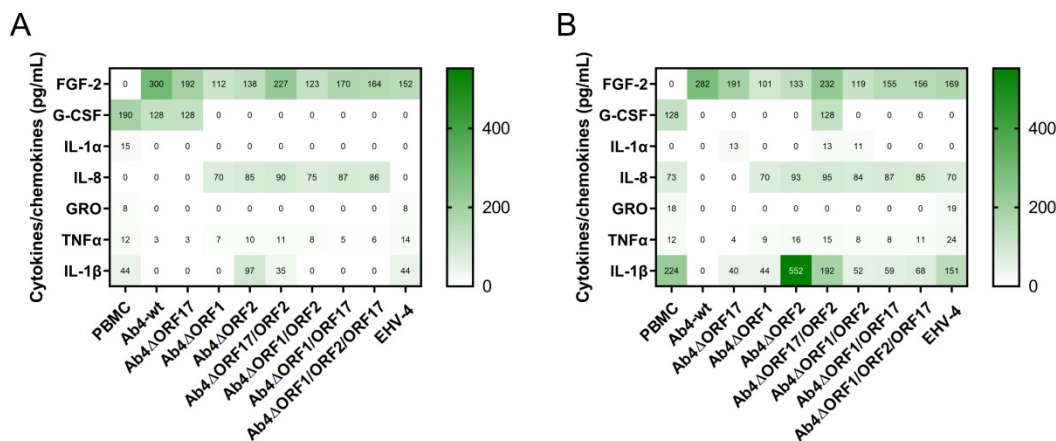 A
Cytokines/chemokines (pg/mL)
FGF-2 0 300 192 112 138 227 123 170 164 152
G-CSF 190 128 128 0 0 0 0 0 0 0
IL-1α 15 0 0 0 0 0 0 0 0 0
IL-8 0 0 0 70 85 90 75 87 86 0
GRO 8 0 0 0 0 0 0 0 0 8
TNFα 12 3 3 7 10 11 8 5 6 14
IL-1β 44 0 0 0 97 35 0 0 0 44
PBMC
Ab4-wt
Ab4ΔORF17
Ab4ΔORF1
Ab4ΔORF2
Ab4ΔORF17/ORF2
Ab4ΔORF1/ORF2
Ab4ΔORF1/ORF17
Ab4ΔORF1/ORF2/ORF17
EHV-4
400
200
0
B
Cytokines/chemokines (pg/mL)
FGF-2 0 282 191 101 133 232 119 155 156 169
G-CSF 128 0 0 0 0 128 0 0 0 0
IL-1α 0 0 13 0 0 13 11 0 0 0
IL-8 73 0 0 70 93 95 84 87 85 70
GRO 18 0 0 0 0 0 0 0 0 19
TNFα 12 0 4 9 16 15 8 8 11 24
IL-1β 224 0 40 44 552 192 52 59 68 151
PBMC
Ab4-wt
Ab4ΔORF17
Ab4ΔORF1
Ab4ΔORF2
Ab4ΔORF17/ORF2
Ab4ΔORF1/ORF2
Ab4ΔORF1/ORF17
Ab4ΔORF1/ORF2/ORF17
EHV-4
400
200
0